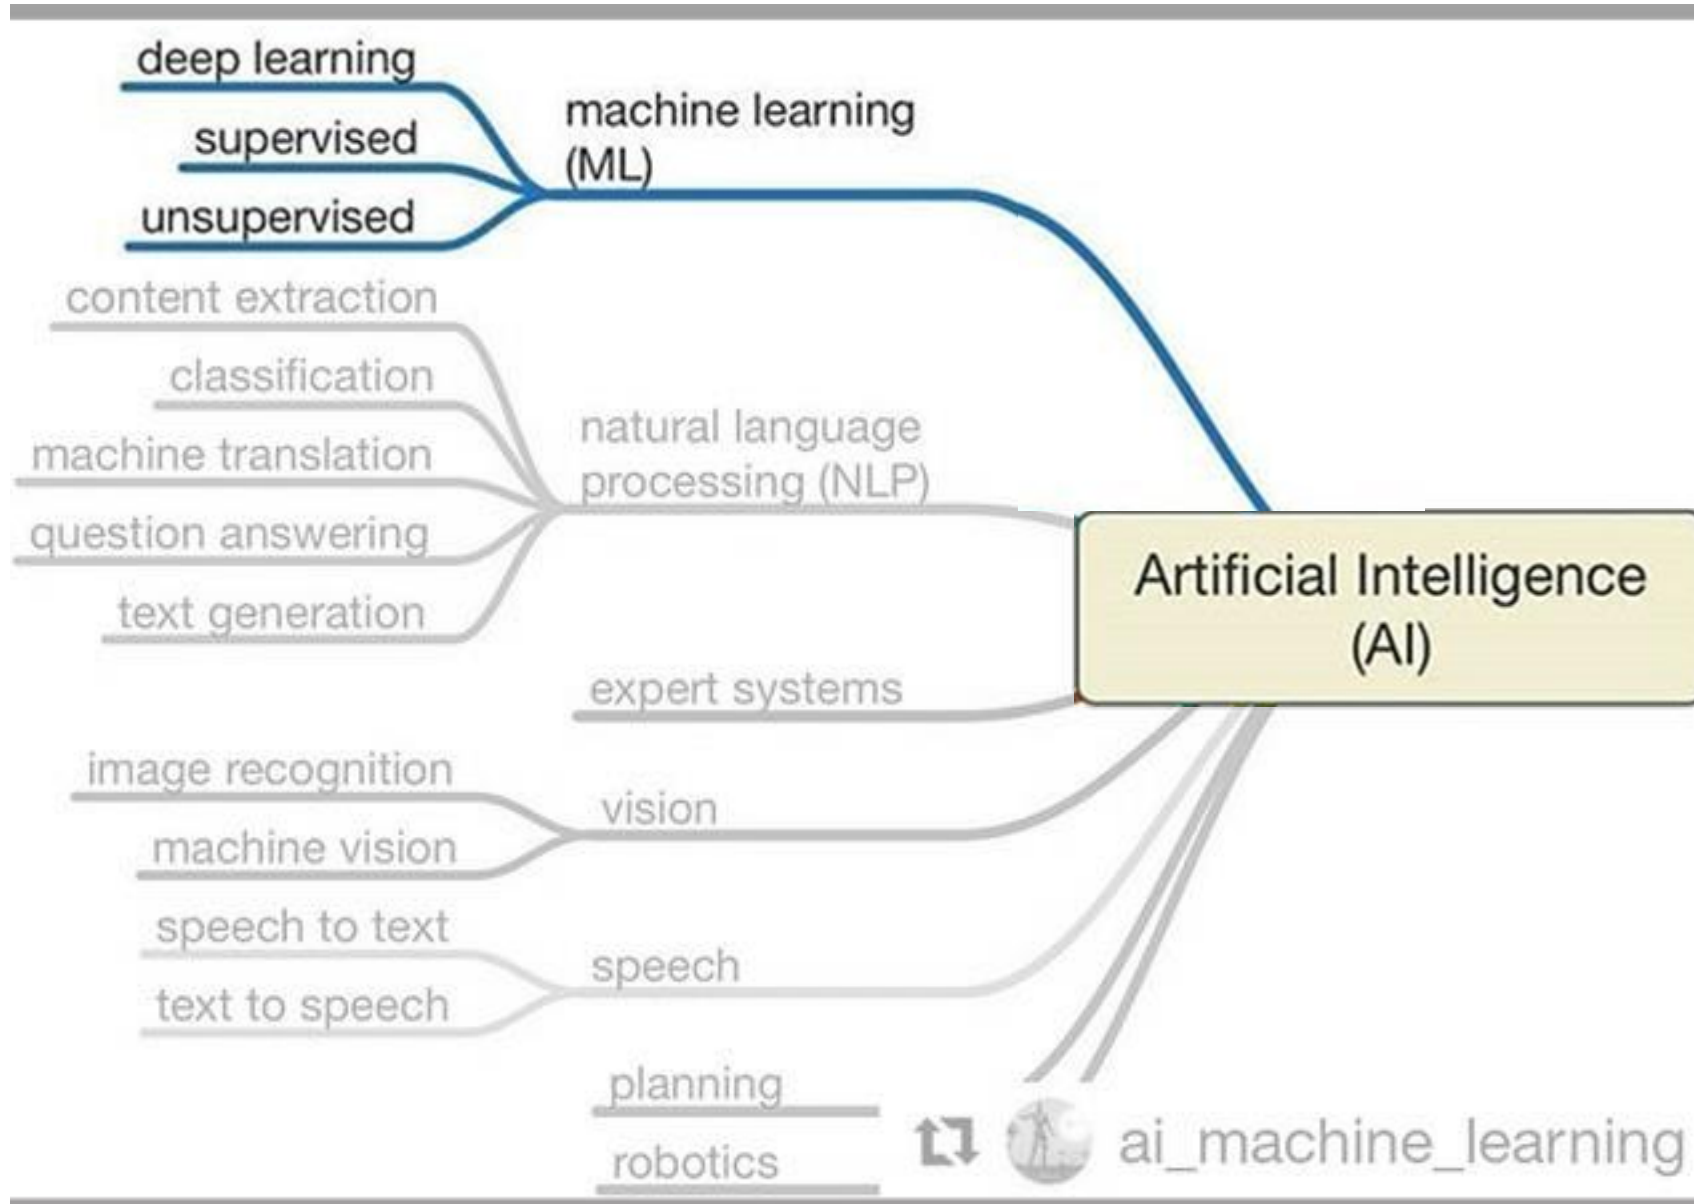 deep learning
supervised
unsupervised
machine learning
(ML)
content extraction
classification
machine translation
question answering
text generation
natural language
processing (NLP)
Artificial Intelligence
(AI)
expert systems
image recognition
machine vision
vision
speech to text
text to speech
speech
planning
robotics
ai_machine_learning